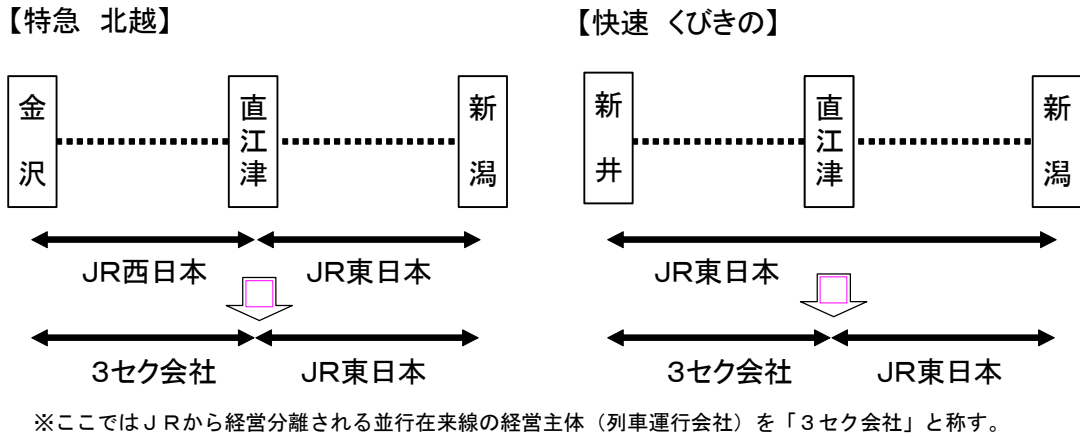 【特急 北越】
金沢
直江津
新潟
JR西日本
JR東日本
3セク会社
JR東日本
【快速 くびきの】
新井
直江津
新潟
JR東日本
3セク会社
JR東日本
※ここではＪＲから経営分離される並行在来線の経営主体（列車運行会社）を「３セク会社」と称す。